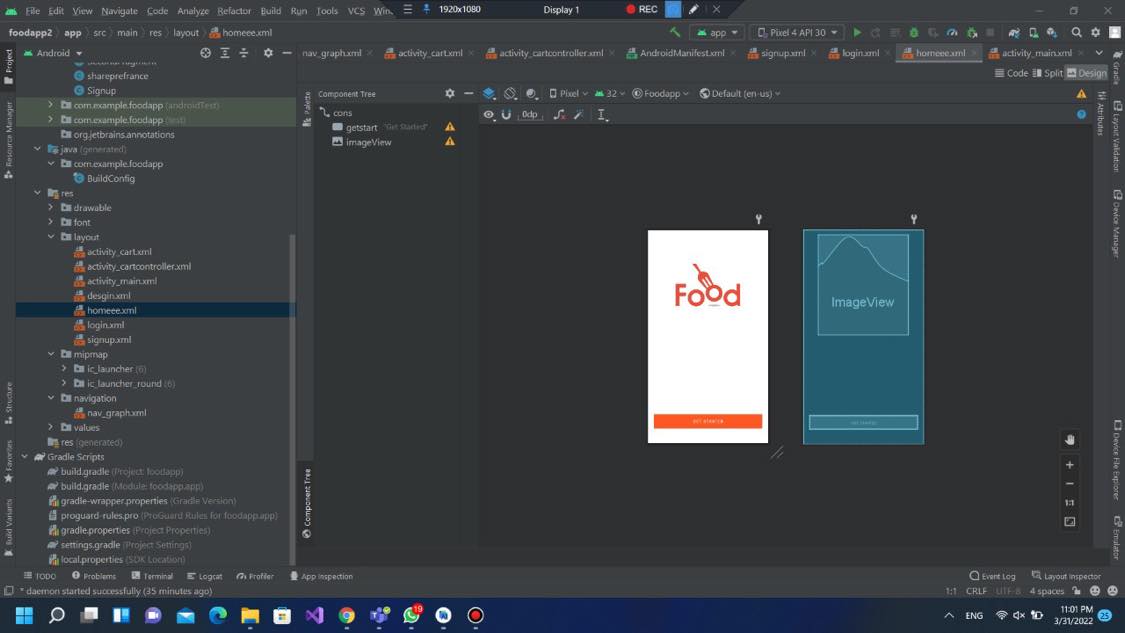 File Edit View Navigate Code Analyze Refactor Build Run Tools VCS
1920x1080 Display 1 REC
foodapp2 app src main res layout homeee.xml
app Pixel 4 API 30
Android
nav_graph.xml activity_cart.xml activity_cartcontroller.xml AndroidManifest.xml signup.xml login.xml homeee.xml activity_main.xml
Code Split Design
Project
Resource Manager
Structure
Favorites
Build Variants
shareprefrance
Signup
com.example.foodapp (androidTest)
com.example.foodapp (test)
org.jetbrains.annotations
java (generated)
com.example.foodapp
BuildConfig
res
drawable
font
layout
activity_cart.xml
activity_cartcontroller.xml
activity_main.xml
desgin.xml
homeee.xml
login.xml
signup.xml
mipmap
ic_launcher (6)
ic_launcher_round (6)
navigation
nav_graph.xml
values
res (generated)
Gradle Scripts
build.gradle (Project: foodapp)
build.gradle (Module: foodapp.app)
gradle-wrapper.properties (Gradle Version)
proguard-rules.pro (ProGuard Rules for foodapp.app)
gradle.properties (Project Properties)
settings.gradle (Project Settings)
local.properties (SDK Location)
Component Tree
cons
getstart "Get Started"
imageView
Palette
Component Tree
Pixel 32 Foodapp Default (en-us)
0dp
Food
GET STARTED
ImageView
1:1
Gradle
Attributes
Layout Validation
Device Manager
Device File Explorer
Emulator
TODO Problems Terminal Logcat Profiler App Inspection
Event Log Layout Inspector
* daemon started successfully (35 minutes ago)
1:1 CRLF UTF-8 4 spaces
19
ENG
11:01 PM
3/31/2022
25